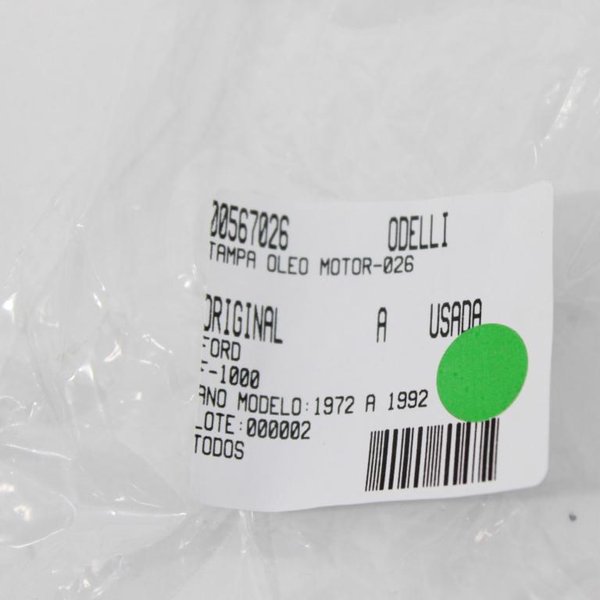 00567026 ODELLI
TAMPA OLEO MOTOR-026
ORIGINAL A USADA
FORD
F-1000
ANO MODELO:1972 A 1992
LOTE:000002
TODOS